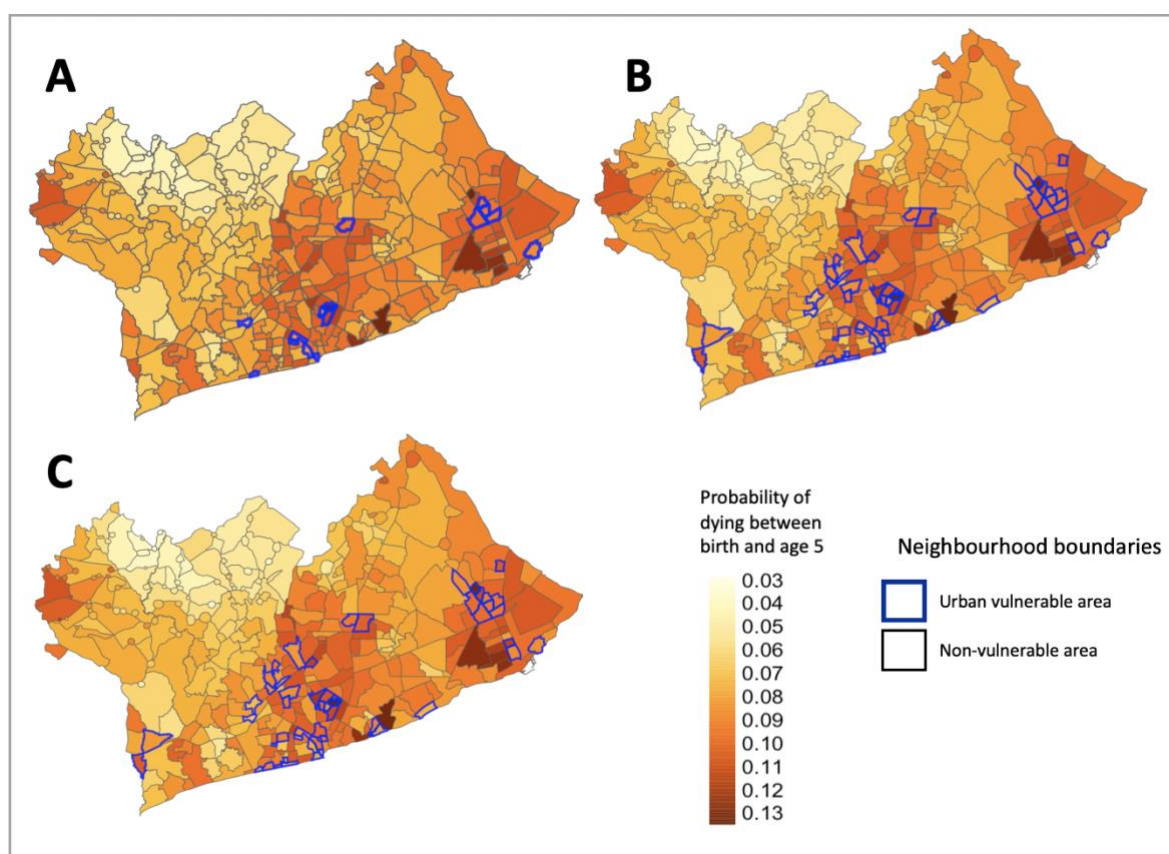 A
B
C
Probability of
dying between
birth and age 5
0.03
0.04
0.05
0.06
0.07
0.08
0.09
0.10
0.11
0.12
0.13
Neighbourhood boundaries
Urban vulnerable area
Non-vulnerable area